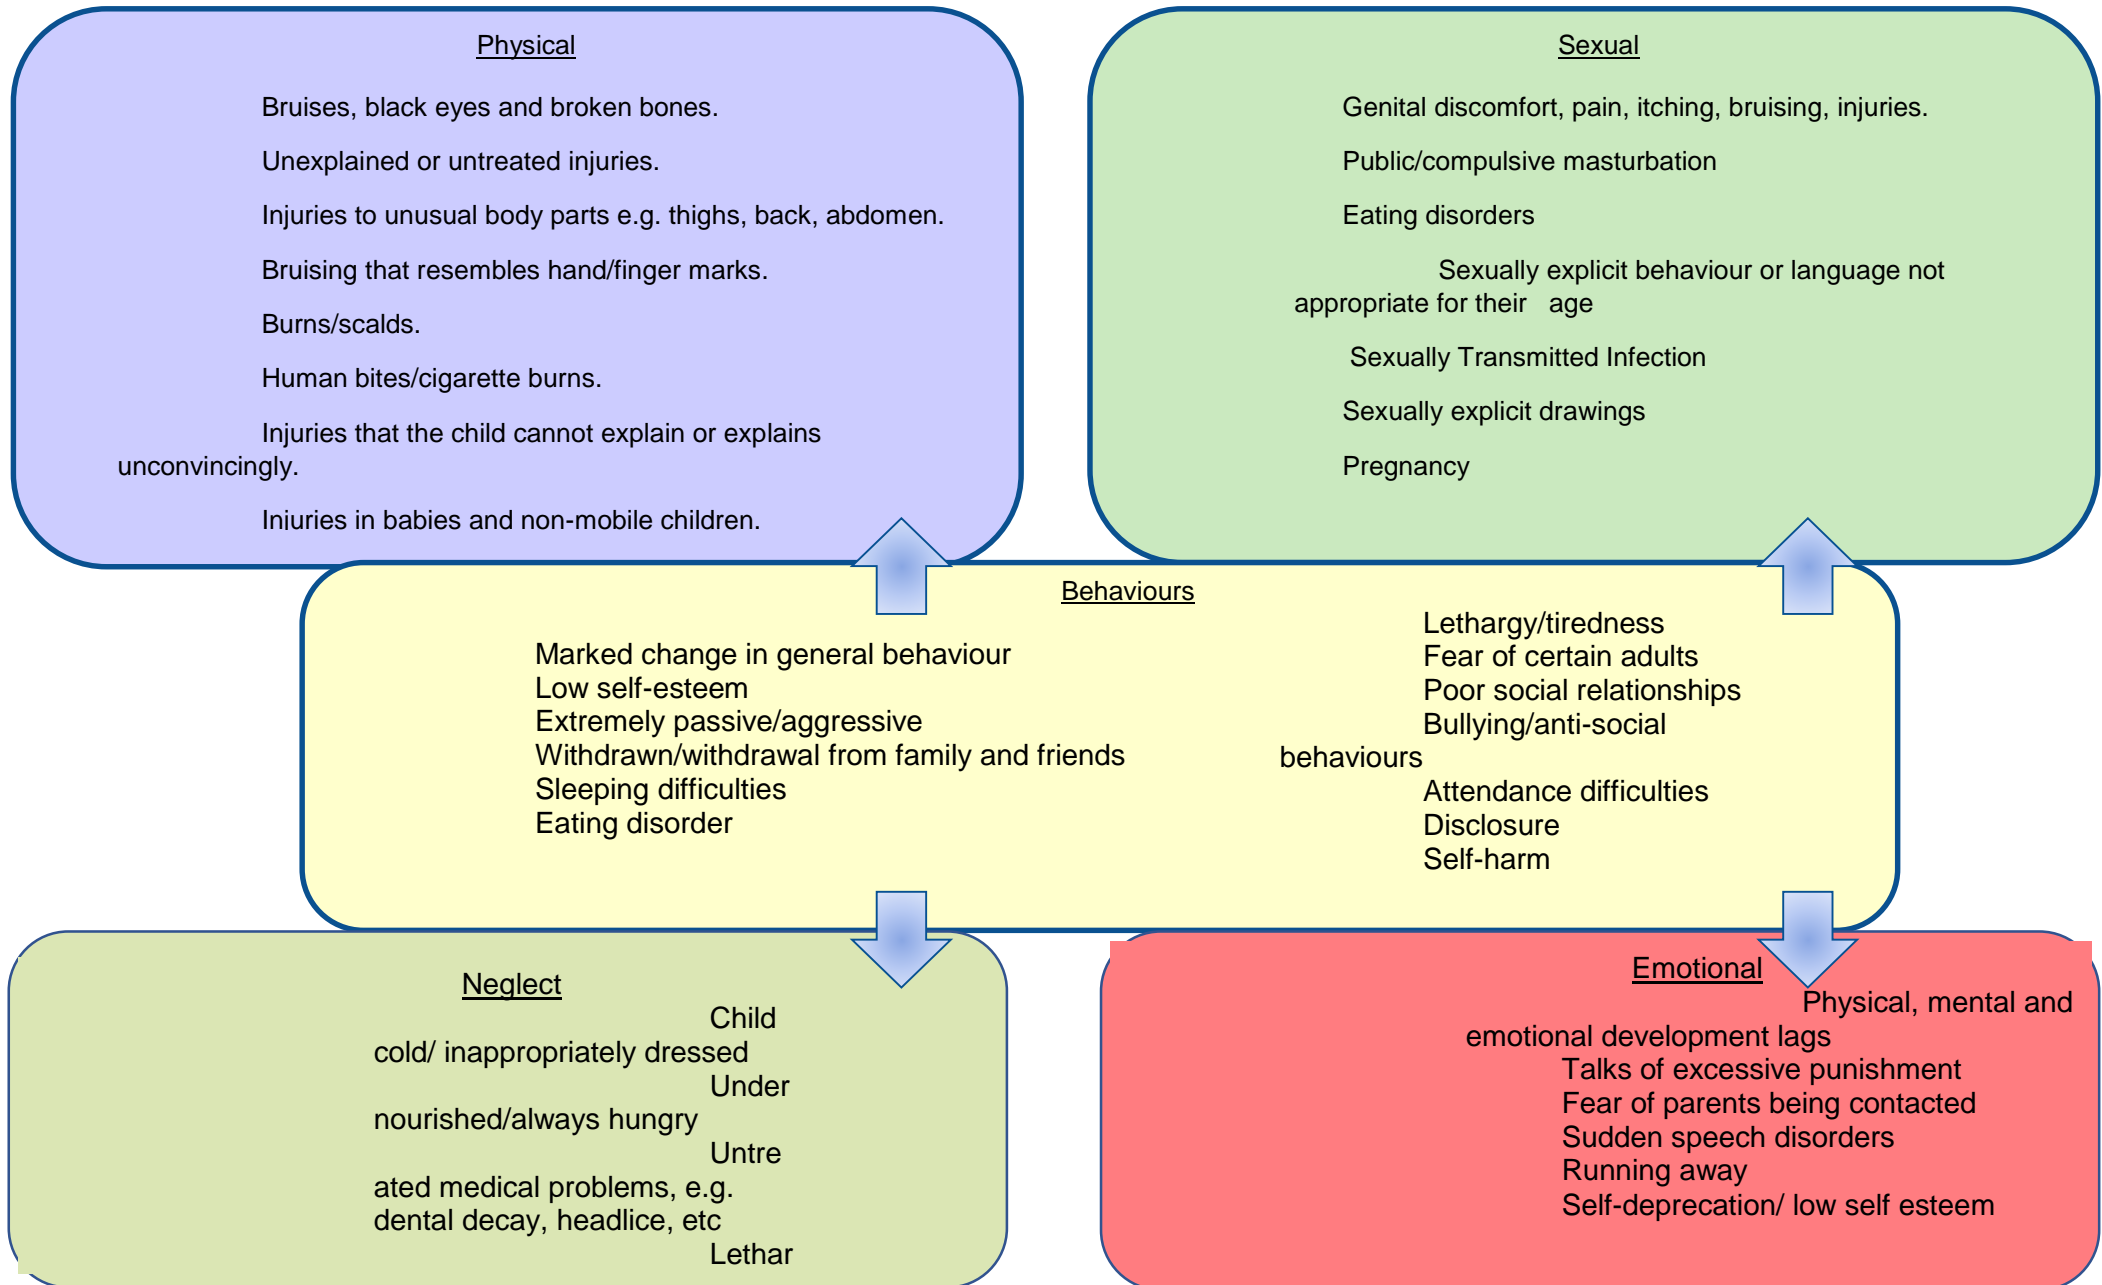 Physical
Bruises, black eyes and broken bones.
Unexplained or untreated injuries.
Injuries to unusual body parts e.g. thighs, back, abdomen.
Bruising that resembles hand/finger marks.
Burns/scalds.
Human bites/cigarette burns.
Injuries that the child cannot explain or explains
unconvincingly.
Injuries in babies and non-mobile children.
Sexual
Genital discomfort, pain, itching, bruising, injuries.
Public/compulsive masturbation
Eating disorders
Sexually explicit behaviour or language not
appropriate for their age
Sexually Transmitted Infection
Sexually explicit drawings
Pregnancy
Behaviours
Marked change in general behaviour
Low self-esteem
Extremely passive/aggressive
Withdrawn/withdrawal from family and friends
Sleeping difficulties
Eating disorder
Lethargy/tiredness
Fear of certain adults
Poor social relationships
Bullying/anti-social
behaviours
Attendance difficulties
Disclosure
Self-harm
Neglect
Child
cold/ inappropriately dressed
Under
nourished/always hungry
Untre
ated medical problems, e.g.
dental decay, headlice, etc
Lethar
Emotional
Physical, mental and
emotional development lags
Talks of excessive punishment
Fear of parents being contacted
Sudden speech disorders
Running away
Self-deprecation/ low self esteem